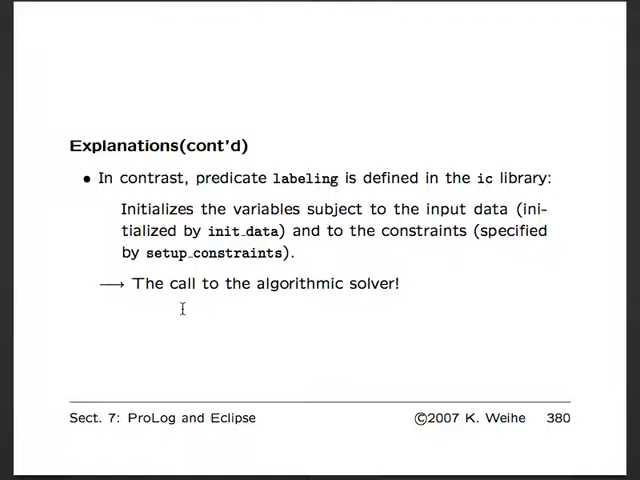 Explanations(cont'd)
• In contrast, predicate labeling is defined in the ic library:
Initializes the variables subject to the input data (ini-
tialized by init_data) and to the constraints (specified
by setup_constraints).
⟶ The call to the algorithmic solver!
Sect. 7: ProLog and Eclipse ©2007 K. Weihe 380